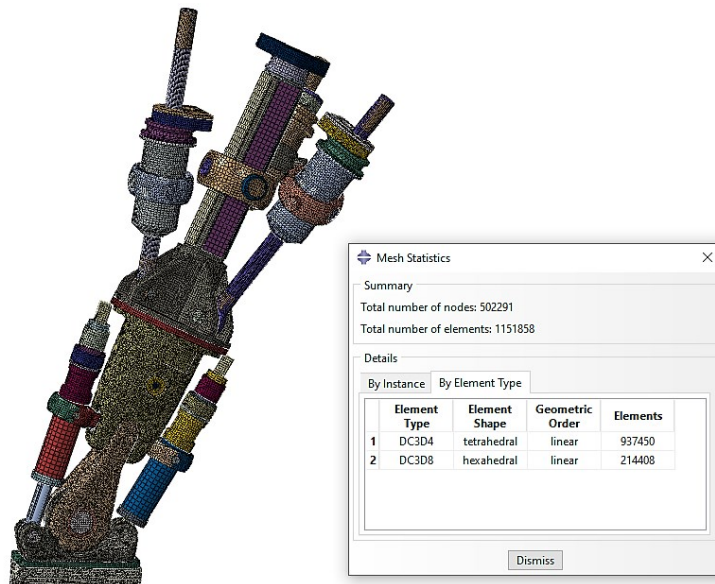 Mesh Statistics
Summary
Total number of nodes: 502291
Total number of elements: 1151858
Details
By Instance By Element Type
Element Type Element Shape Geometric Order Elements
1 DC3D4 tetrahedral linear 937450
2 DC3D8 hexahedral linear 214408
Dismiss